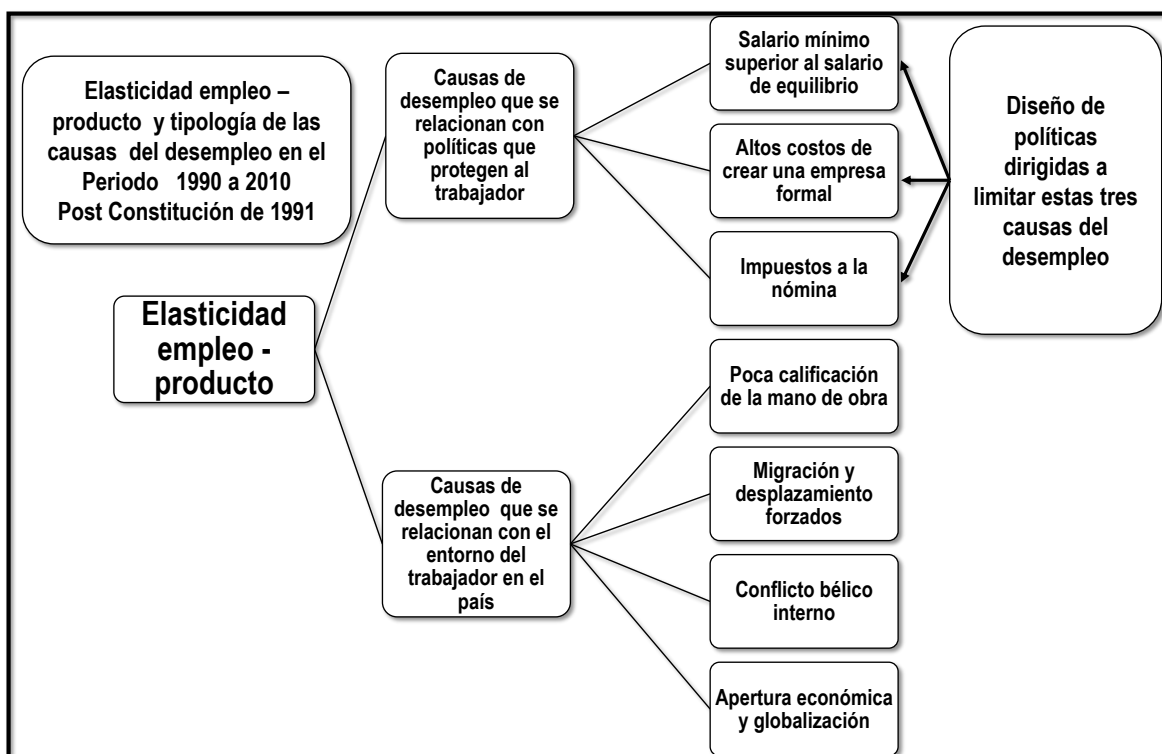 Elasticidad empleo –
producto y tipología de las
causas del desempleo en el
Periodo 1990 a 2010
Post Constitución de 1991
Elasticidad
empleo -
producto
Causas de
desempleo que se
relacionan con
políticas que
protegen al
trabajador
Causas de
desempleo que se
relacionan con el
entorno del
trabajador en el
país
Salario mínimo
superior al salario
de equilibrio
Altos costos de
crear una empresa
formal
Impuestos a la
nómina
Poca calificación
de la mano de obra
Migración y
desplazamiento
forzados
Conflicto bélico
interno
Apertura económica
y globalización
Diseño de
políticas
dirigidas a
limitar estas tres
causas del
desempleo